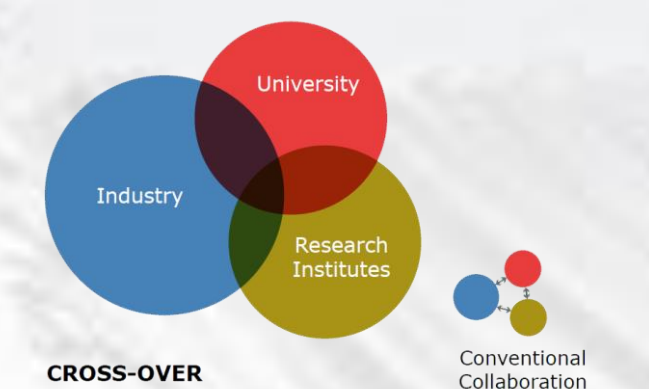 University
Industry
Research
Institutes
CROSS-OVER
Conventional
Collaboration